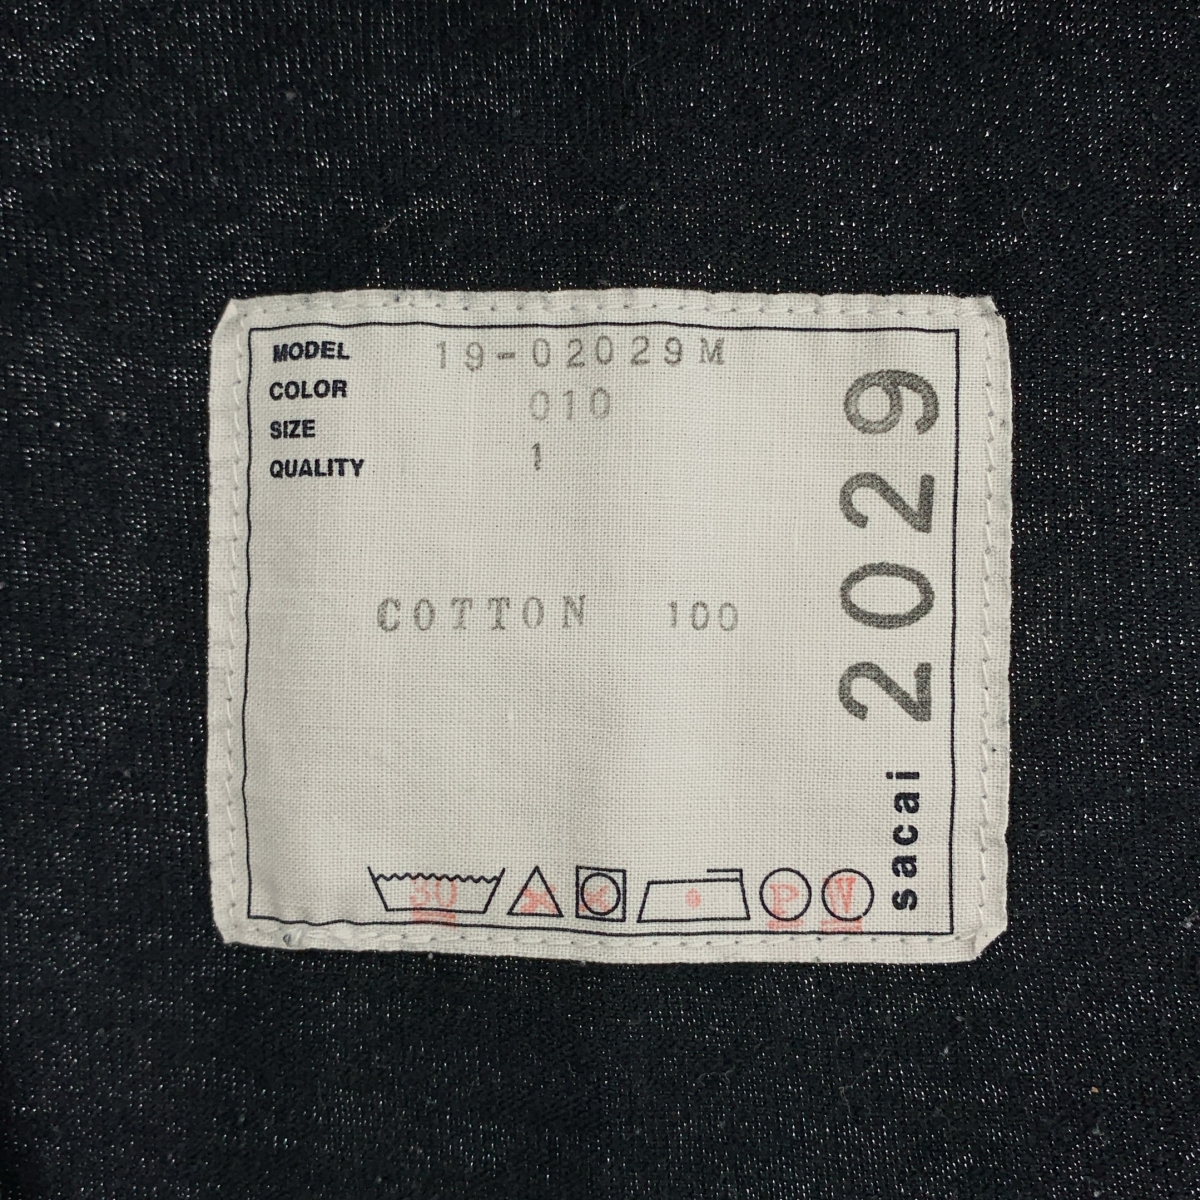 MODEL 19-02029M
COLOR 010
SIZE 1
QUALITY
COTTON 100
sacai 2029
30 P W